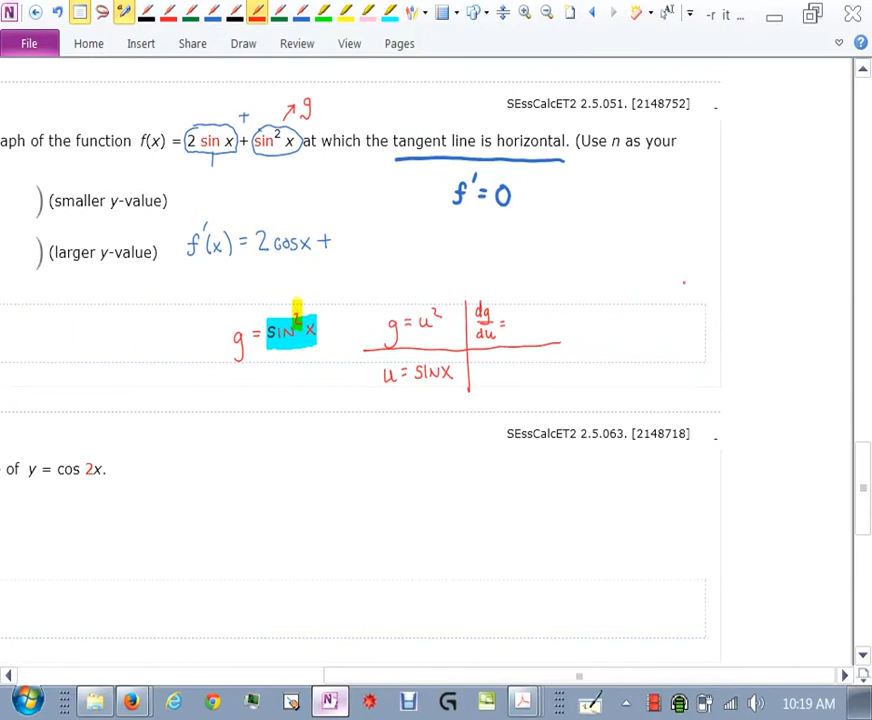 File Home Insert Share Draw Review View Pages
SEssCalcET2 2.5.051. [2148752]
+ g
aph of the function f(x) = 2 sin x + sin² x at which the tangent line is horizontal. (Use n as your
f' = 0
) (smaller y-value)
f'(x) = 2 cosx +
) (larger y-value)
g = sin² x
g = u²
dg/du =
u = sinx
SEssCalcET2 2.5.063. [2148718]
of y = cos 2x.
10:19 AM